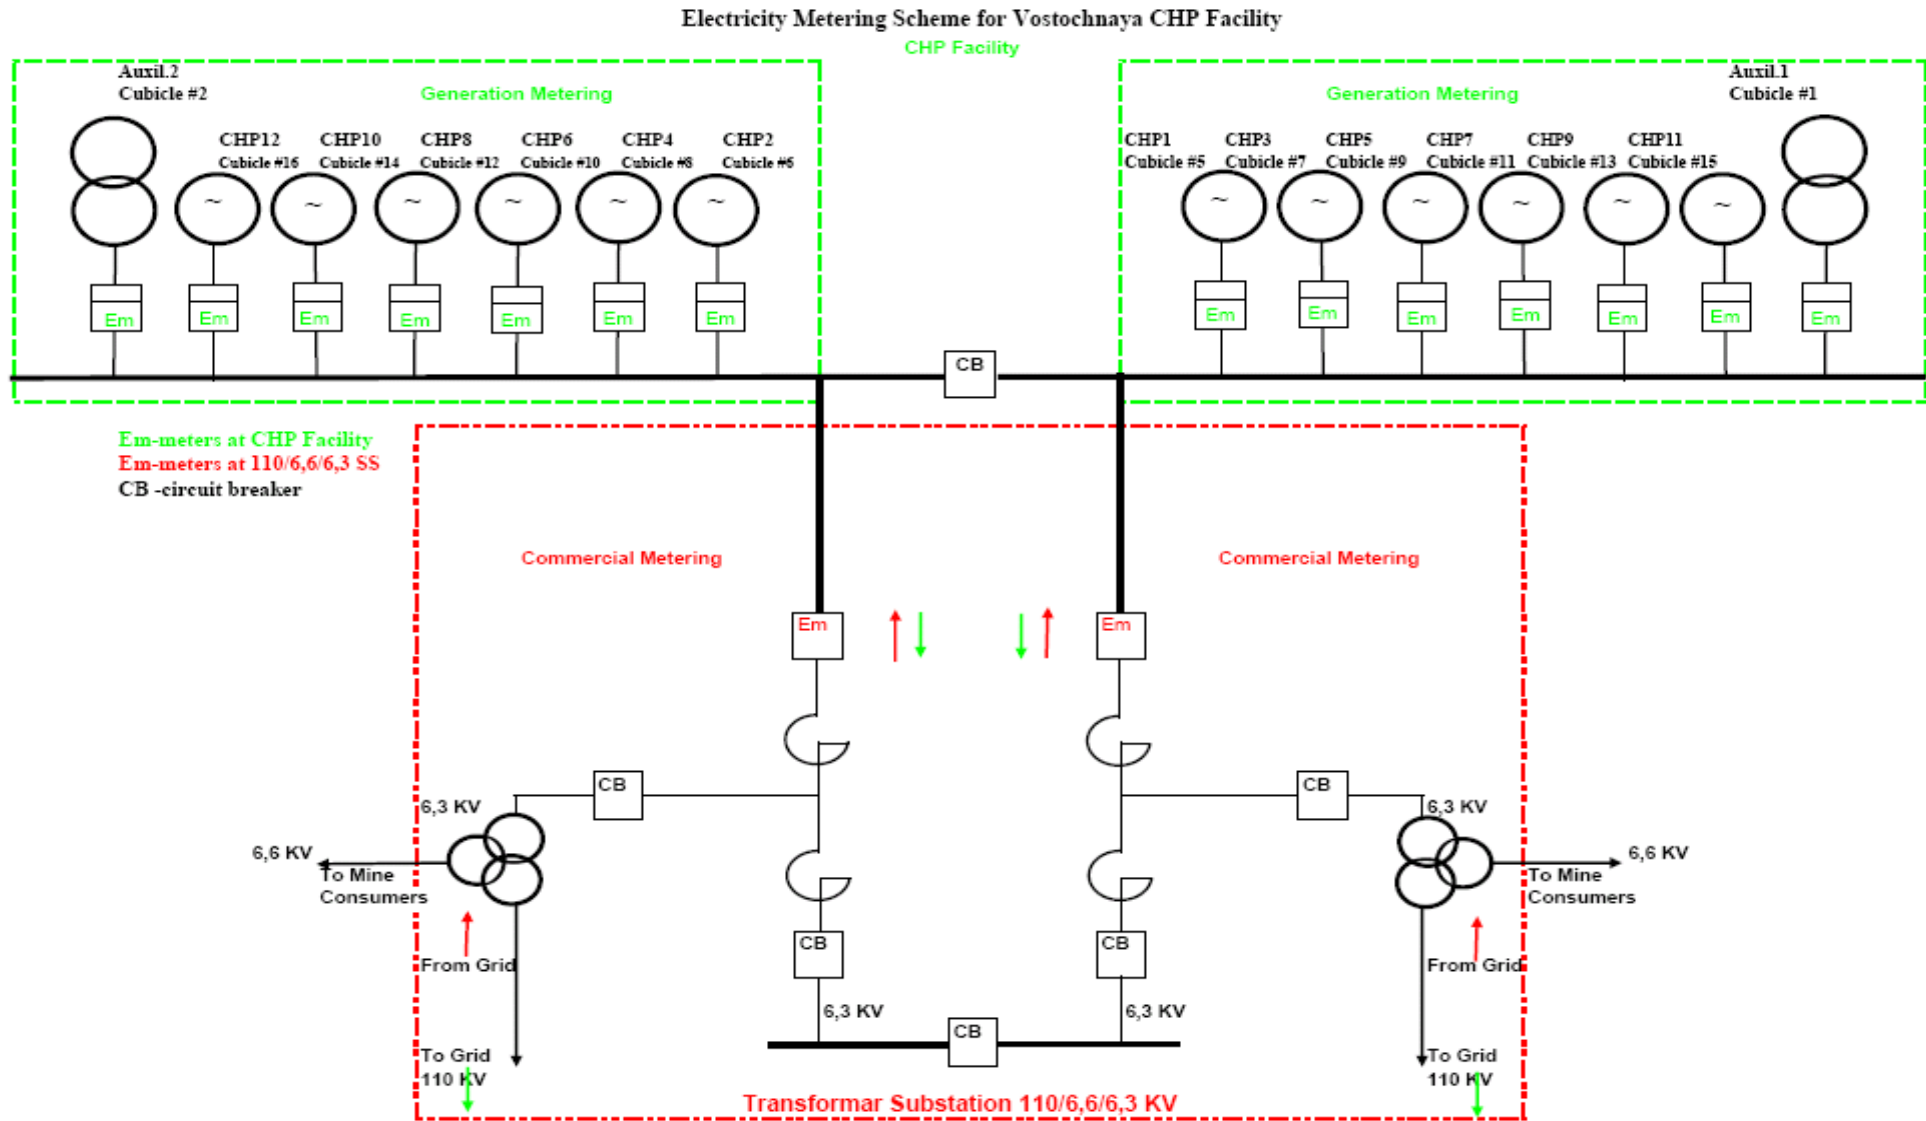 Electricity Metering Scheme for Vostochnaya CHP Facility
CHP Facility
Auxil.2
Cubicle #2
Generation Metering
CHP12
Cubicle #16
CHP10
Cubicle #14
CHP8
Cubicle #12
CHP6
Cubicle #10
CHP4
Cubicle #8
CHP2
Cubicle #6
~
~
~
~
~
~
Em
Em
Em
Em
Em
Em
Em
Generation Metering
Auxil.1
Cubicle #1
CHP1
Cubicle #5
CHP3
Cubicle #7
CHP5
Cubicle #9
CHP7
Cubicle #11
CHP9
Cubicle #13
CHP11
Cubicle #15
~
~
~
~
~
~
Em
Em
Em
Em
Em
Em
Em
CB
Em-meters at CHP Facility
Em-meters at 110/6,6/6,3 SS
CB -circuit breaker
Commercial Metering
Commercial Metering
Em
Em
CB
CB
6,3 KV
6,3 KV
6,6 KV
To Mine
Consumers
6,6 KV
To Mine
Consumers
CB
CB
From Grid
From Grid
6,3 KV
6,3 KV
CB
To Grid
110 KV
To Grid
110 KV
Transformar Substation 110/6,6/6,3 KV